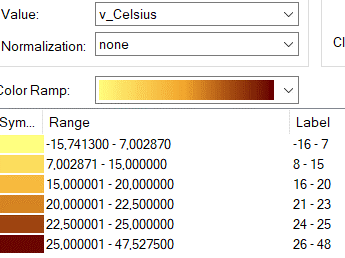 Value: v_Celsius
Normalization: none
Cl
Color Ramp:
Sym... Range Label
-15,741300 - 7,002870 -16 - 7
7,002871 - 15,000000 8 - 15
15,000001 - 20,000000 16 - 20
20,000001 - 22,500000 21 - 23
22,500001 - 25,000000 24 - 25
25,000001 - 47,527500 26 - 48